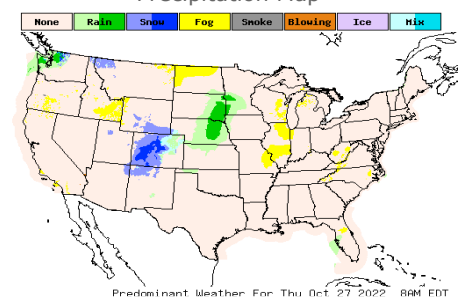 Precipitation Map
None Rain Snow Fog Smoke Blowing Ice Mix
Predominant Weather For Thu Oct 27 2022 8AM EDT